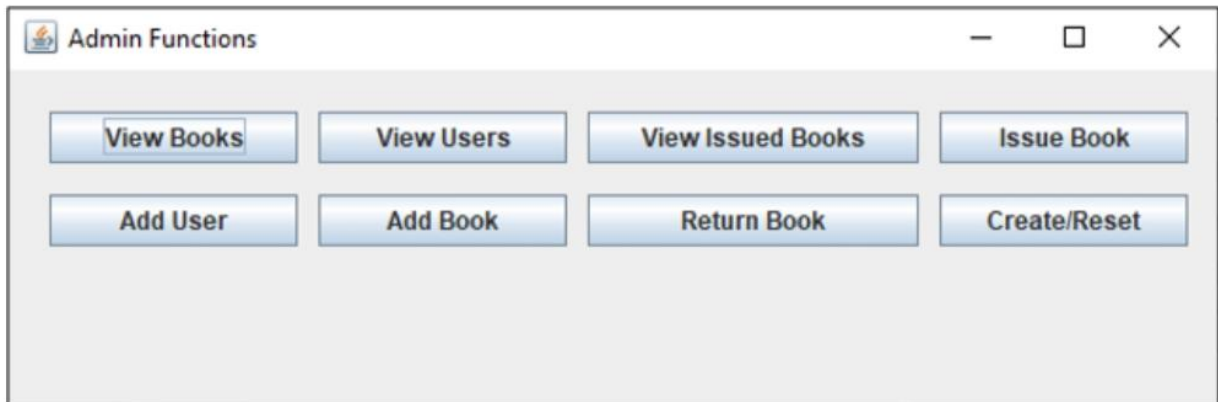 Admin Functions
View Books View Users View Issued Books Issue Book
Add User Add Book Return Book Create/Reset